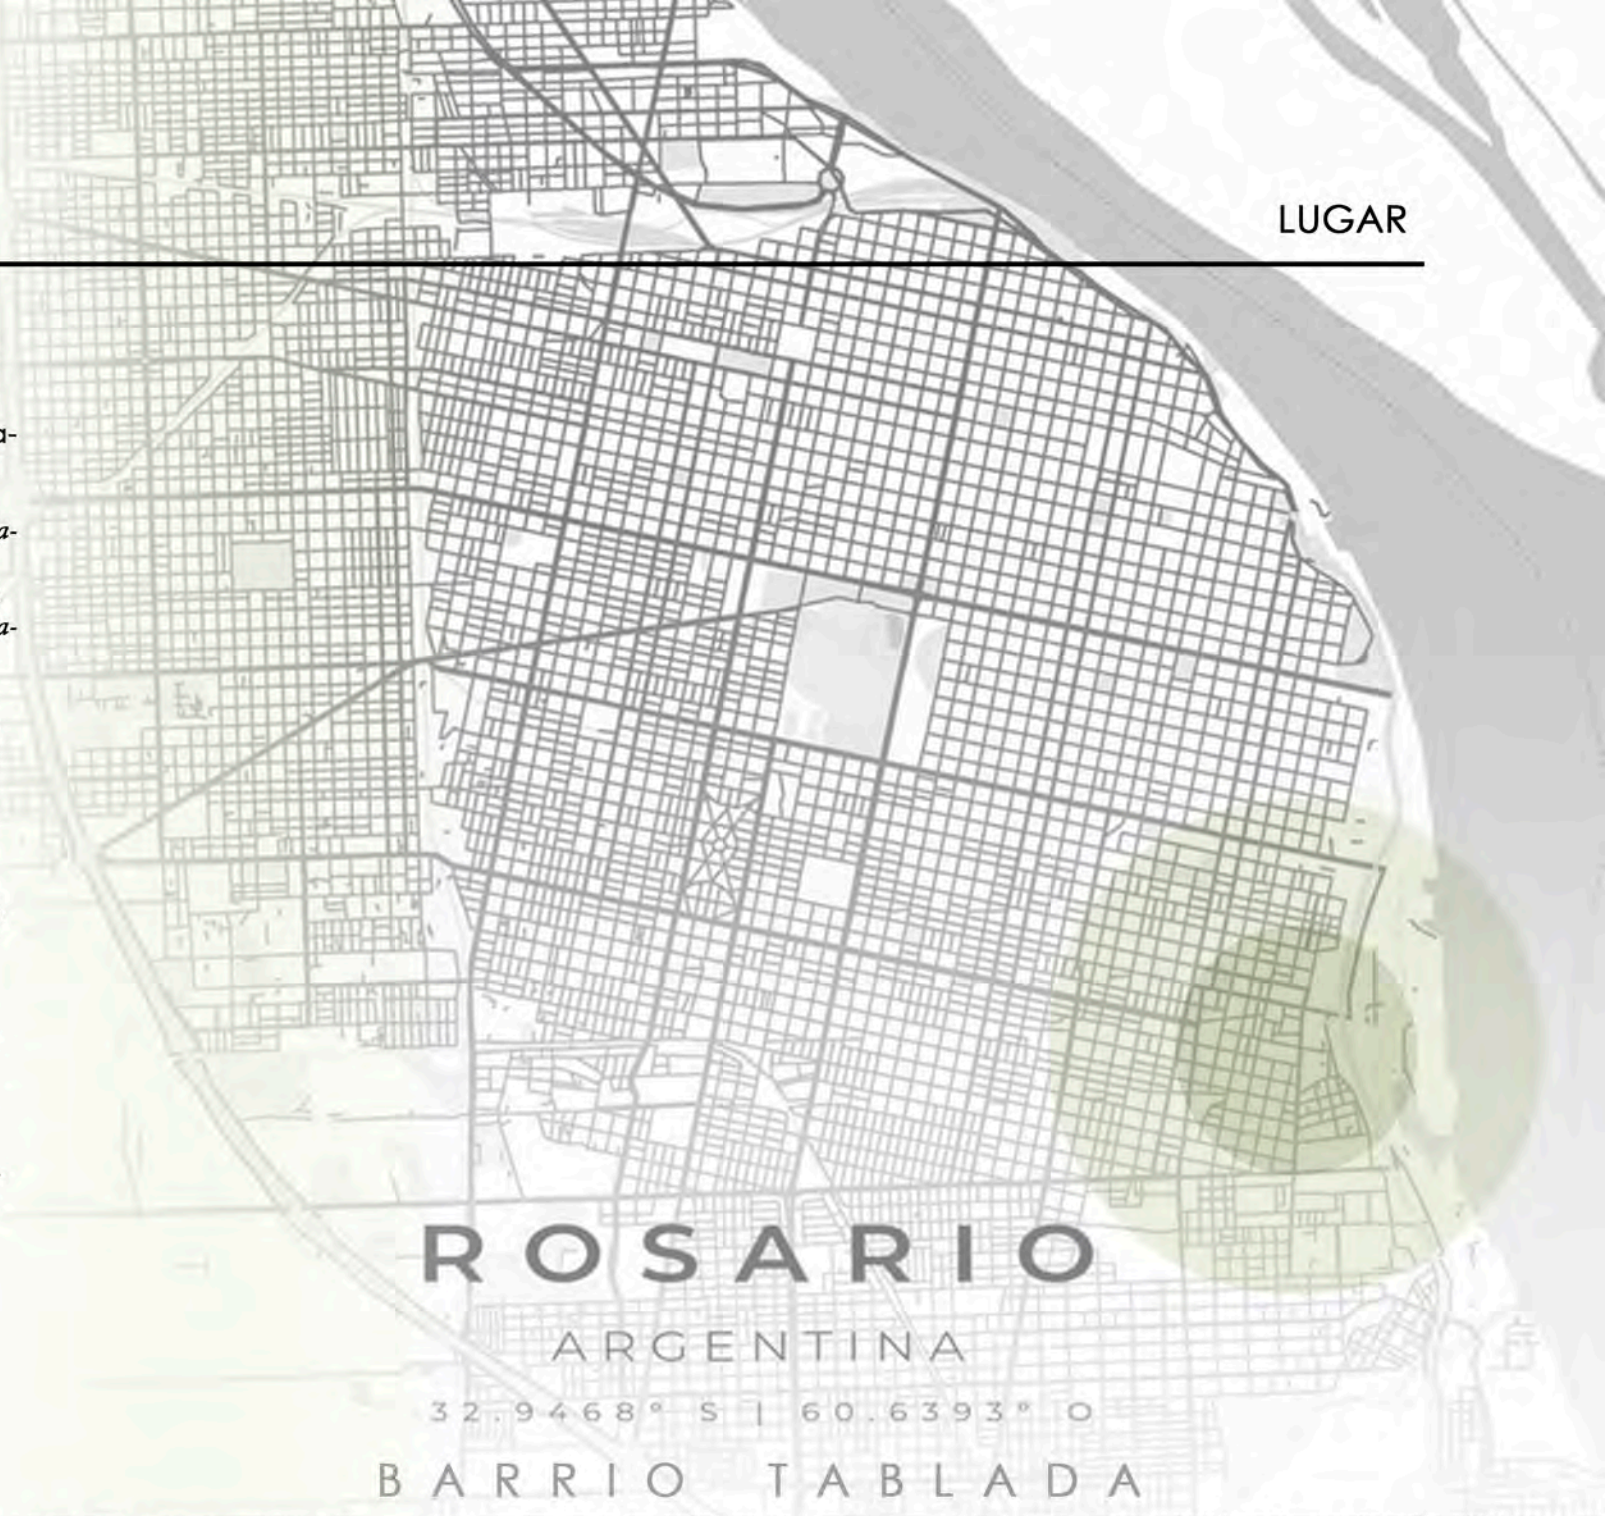 LUGAR
a-
a-
a-
ROSARIO
ARGENTINA
32.9468° S | 60.6393° O
BARRIO TABLADA